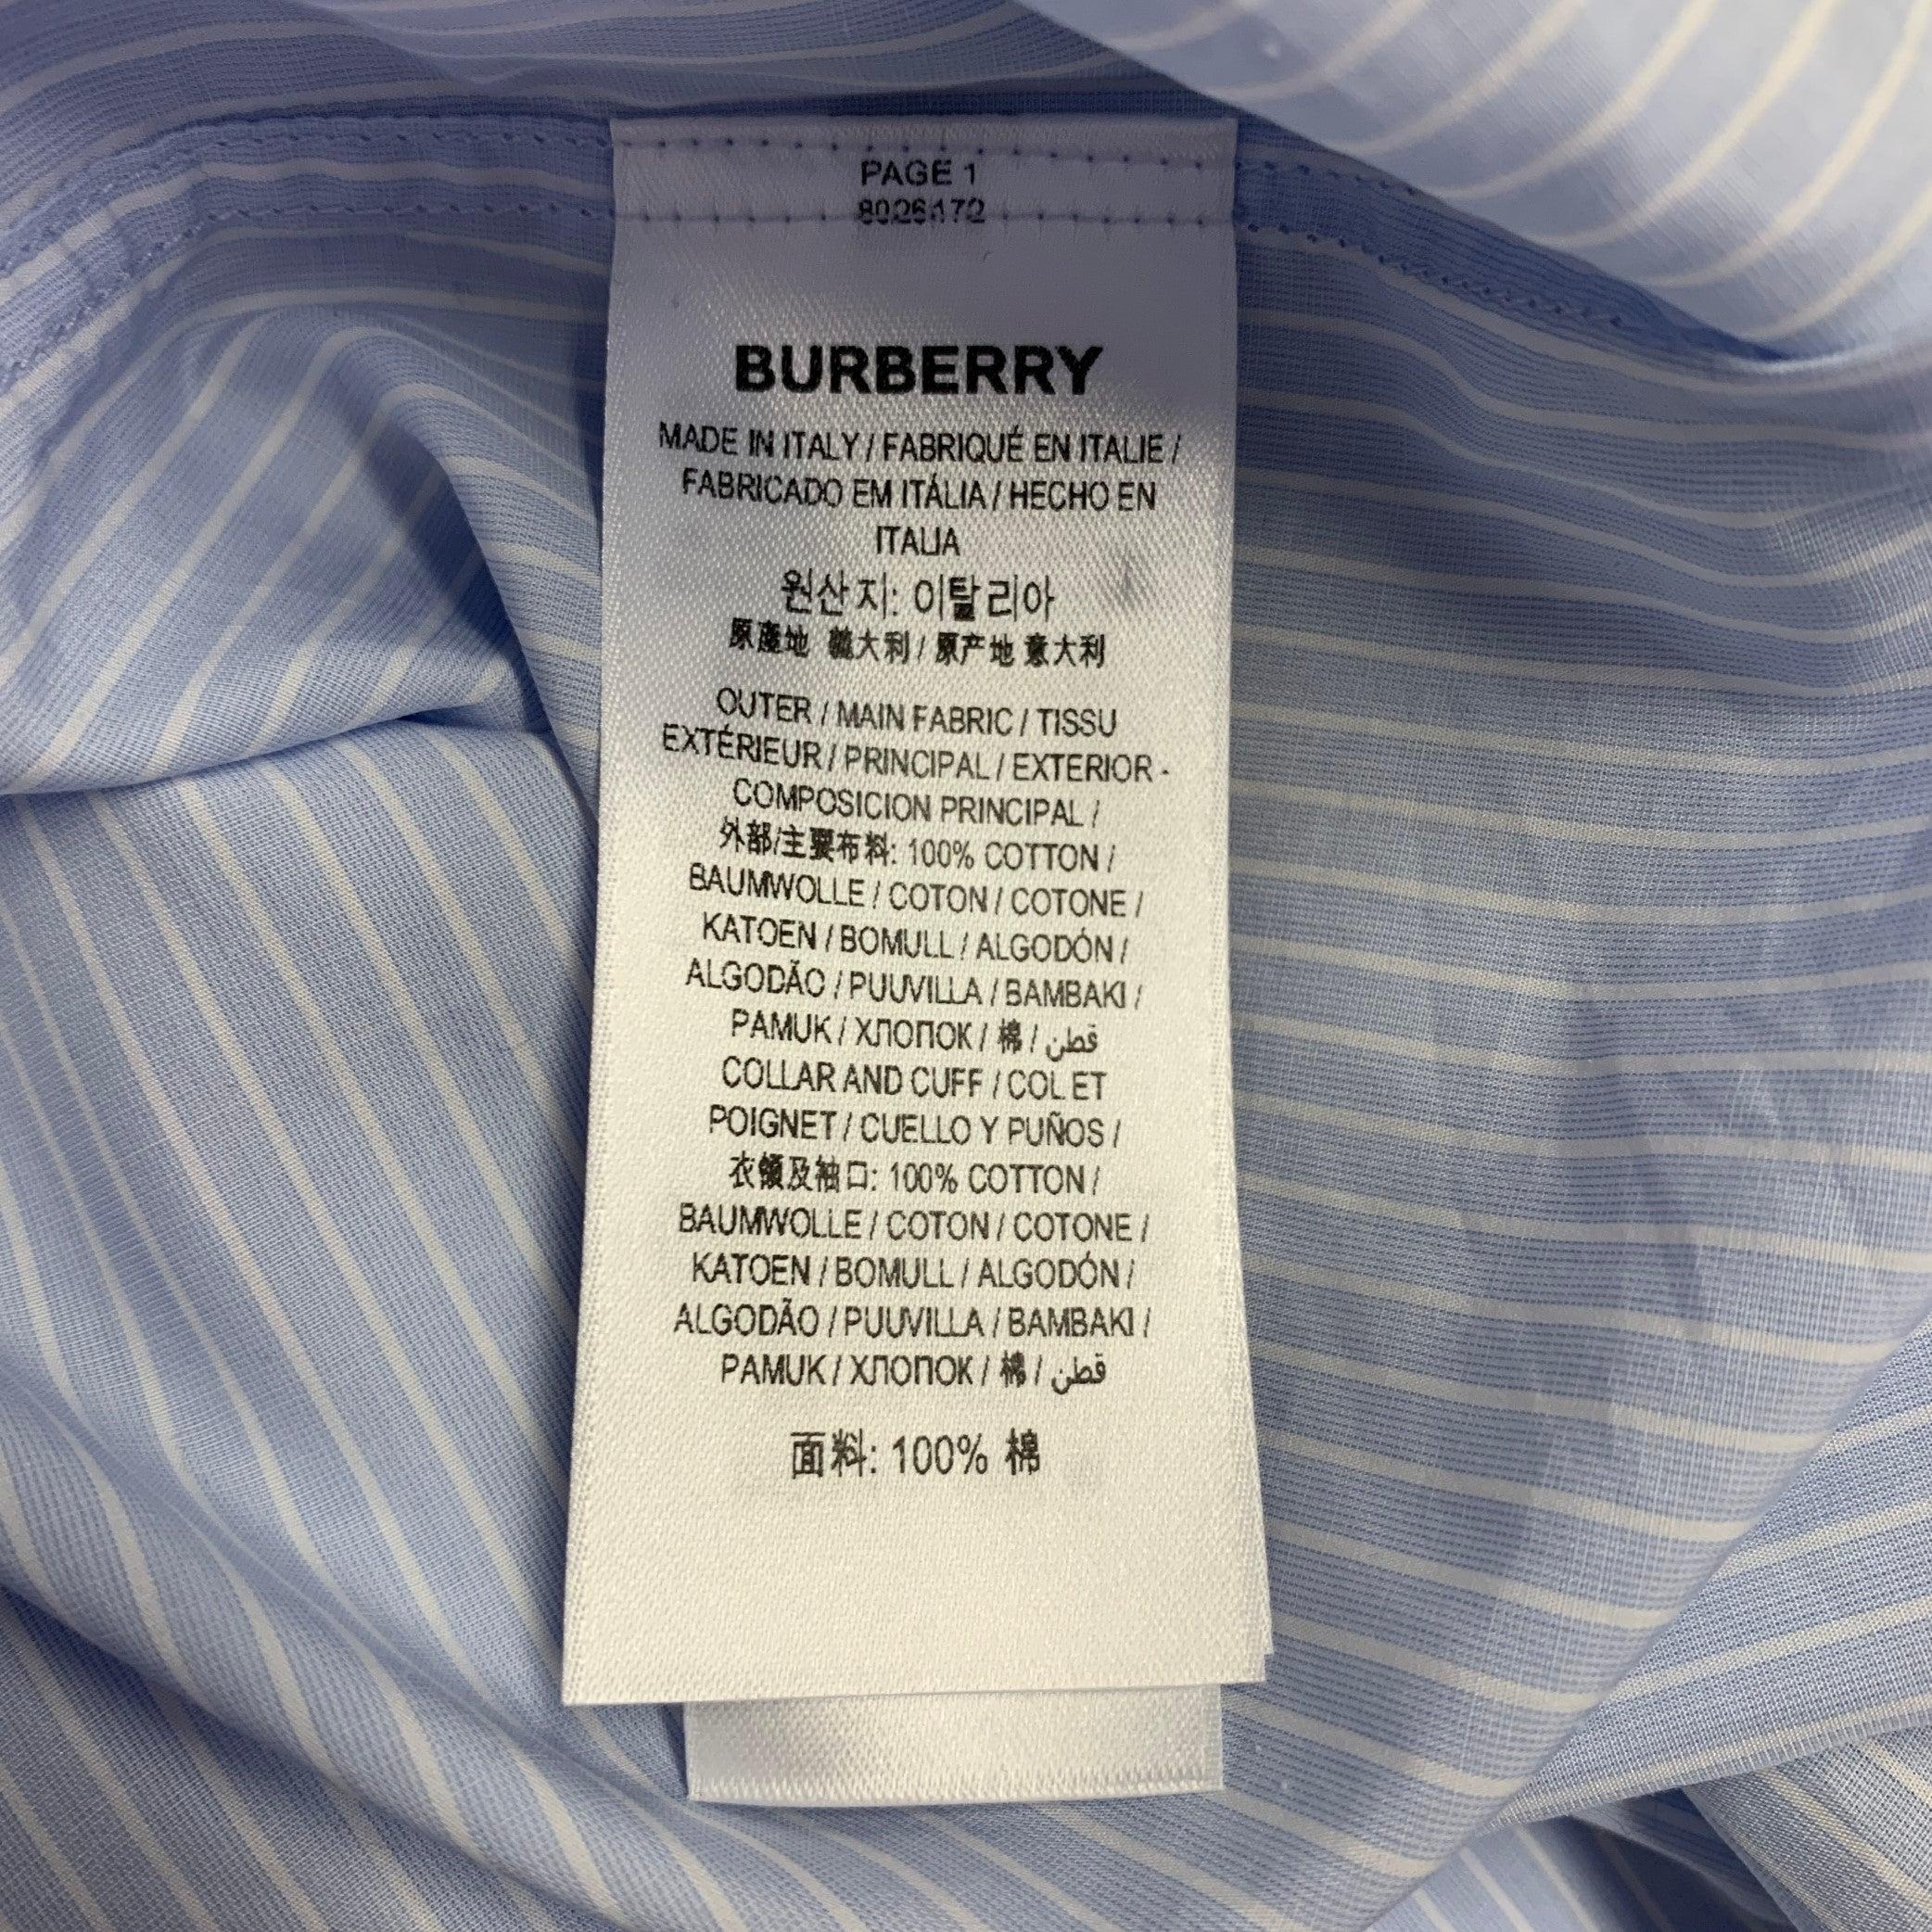 PAGE 1
8026172
BURBERRY
MADE IN ITALY / FABRIQUÉ EN ITALIE /
FABRICADO EM ITÁLIA / HECHO EN
ITALIA
원산지: 이탈리아
原產地 義大利 / 原产地 意大利
OUTER / MAIN FABRIC / TISSU
EXTÉRIEUR / PRINCIPAL / EXTERIOR -
COMPOSICION PRINCIPAL /
外部/主要布料: 100% COTTON /
BAUMWOLLE / COTON / COTONE /
KATOEN / BOMULL / ALGODÓN /
ALGODÃO / PUUVILLA / BAMBAKI /
PAMUK / ХЛОПОК / 棉 / قطن
COLLAR AND CUFF / COL ET
POIGNET / CUELLO Y PUÑOS /
衣領及袖口: 100% COTTON /
BAUMWOLLE / COTON / COTONE /
KATOEN / BOMULL / ALGODÓN /
ALGODÃO / PUUVILLA / BAMBAKI /
PAMUK / ХЛОПОК / 棉 / قطن
面料: 100% 棉